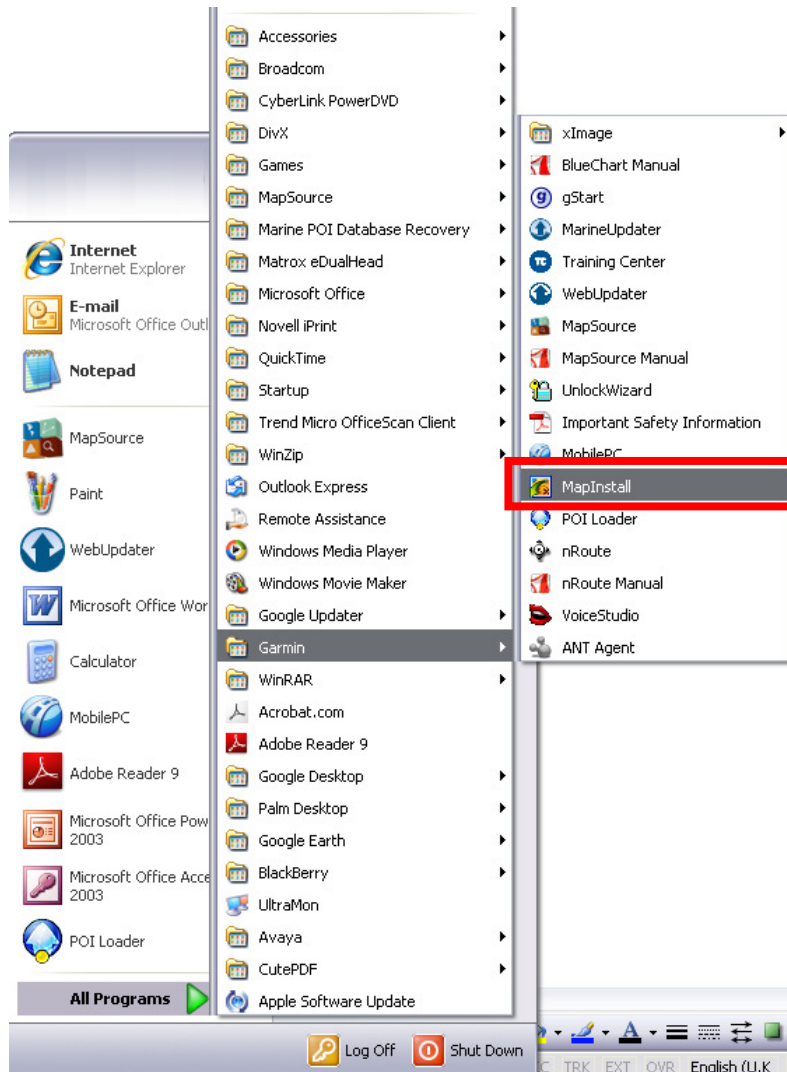 Internet
Internet Explorer
E-mail
Microsoft Office Outl
Notepad
MapSource
Paint
WebUpdater
Microsoft Office Wor
Calculator
MobilePC
Adobe Reader 9
Microsoft Office Pow
2003
Microsoft Office Acce
2003
POI Loader
All Programs
Accessories
Broadcom
CyberLink PowerDVD
DivX
Games
MapSource
Marine POI Database Recovery
Matrox eDualHead
Microsoft Office
Novell iPrint
QuickTime
Startup
Trend Micro OfficeScan Client
WinZip
Outlook Express
Remote Assistance
Windows Media Player
Windows Movie Maker
Google Updater
Garmin
WinRAR
Acrobat.com
Adobe Reader 9
Google Desktop
Palm Desktop
Google Earth
BlackBerry
UltraMon
Avaya
CutePDF
Apple Software Update
xImage
BlueChart Manual
gStart
MarineUpdater
Training Center
WebUpdater
MapSource
MapSource Manual
UnlockWizard
Important Safety Information
MobilePC
MapInstall
POI Loader
nRoute
nRoute Manual
VoiceStudio
ANT Agent
Log Off Shut Down
TRK EXT OVR English (U.K